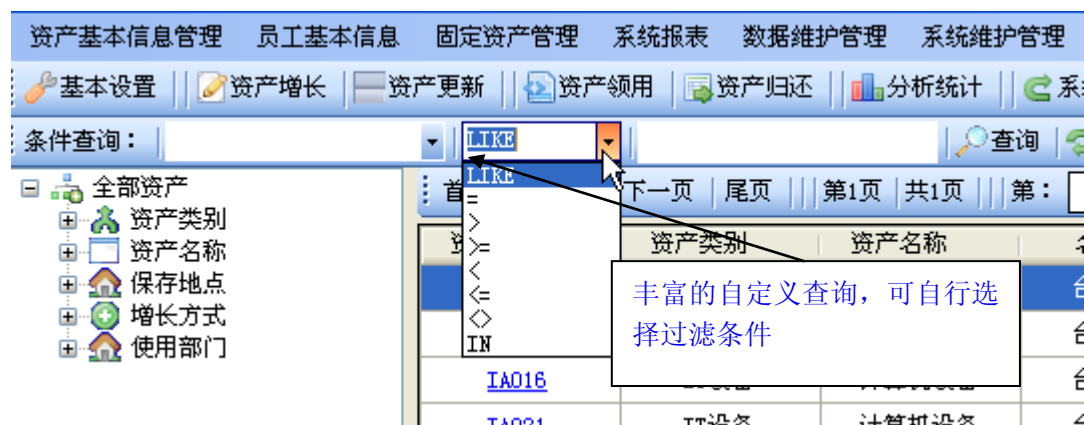 资产基本信息管理 员工基本信息 固定资产管理 系统报表 数据维护管理 系统维护管理
基本设置 资产增长 资产更新 资产领用 资产归还 分析统计 系
条件查询： LIKE 查询
全部资产
资产类别
资产名称
保存地点
增长方式
使用部门
LIKE
=
>
>=
<
<=
<>
IN
首 下一页 尾页 第1页 共1页 第：
资产类别 资产名称
丰富的自定义查询，可自行选
择过滤条件
IA016
IT设备 计算机设备